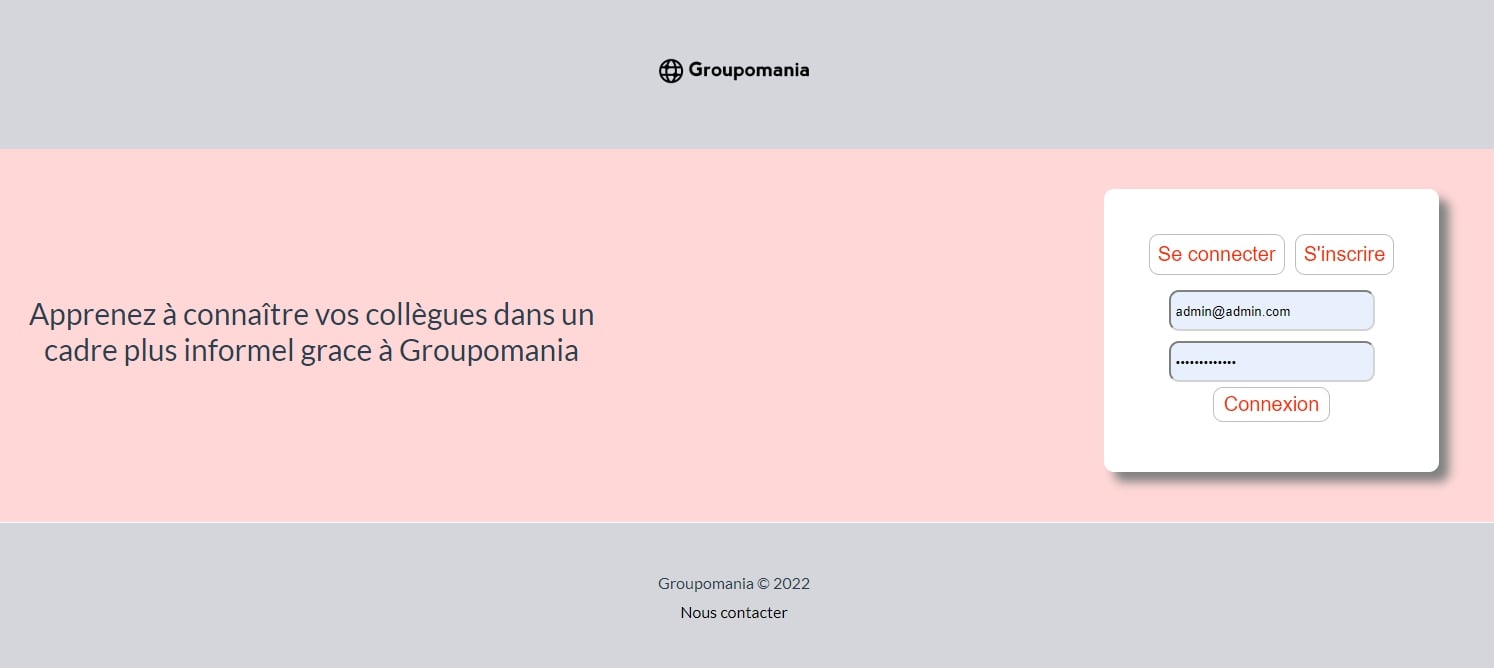 Groupomania
Se connecter S'inscrire
Apprenez à connaître vos collègues dans un
cadre plus informel grace à Groupomania
admin@admin.com
•••••••••••••
Connexion
Groupomania © 2022
Nous contacter